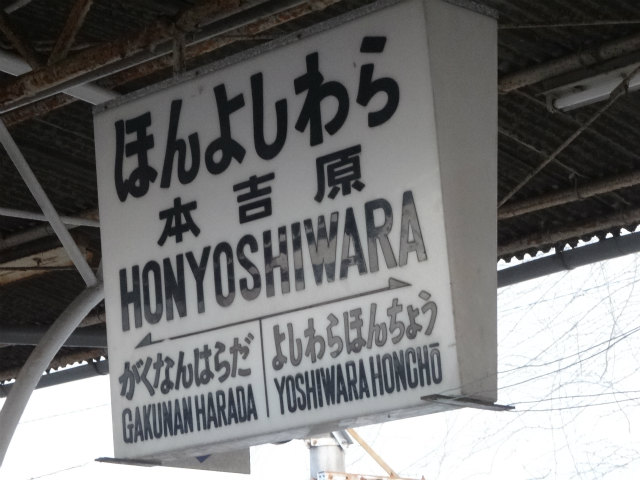 ほんよしわら
本吉原
HONYOSHIWARA
がくなんはらだ
GAKUNAN HARADA
よしわらほんちょう
YOSHIWARA HONCHŌ